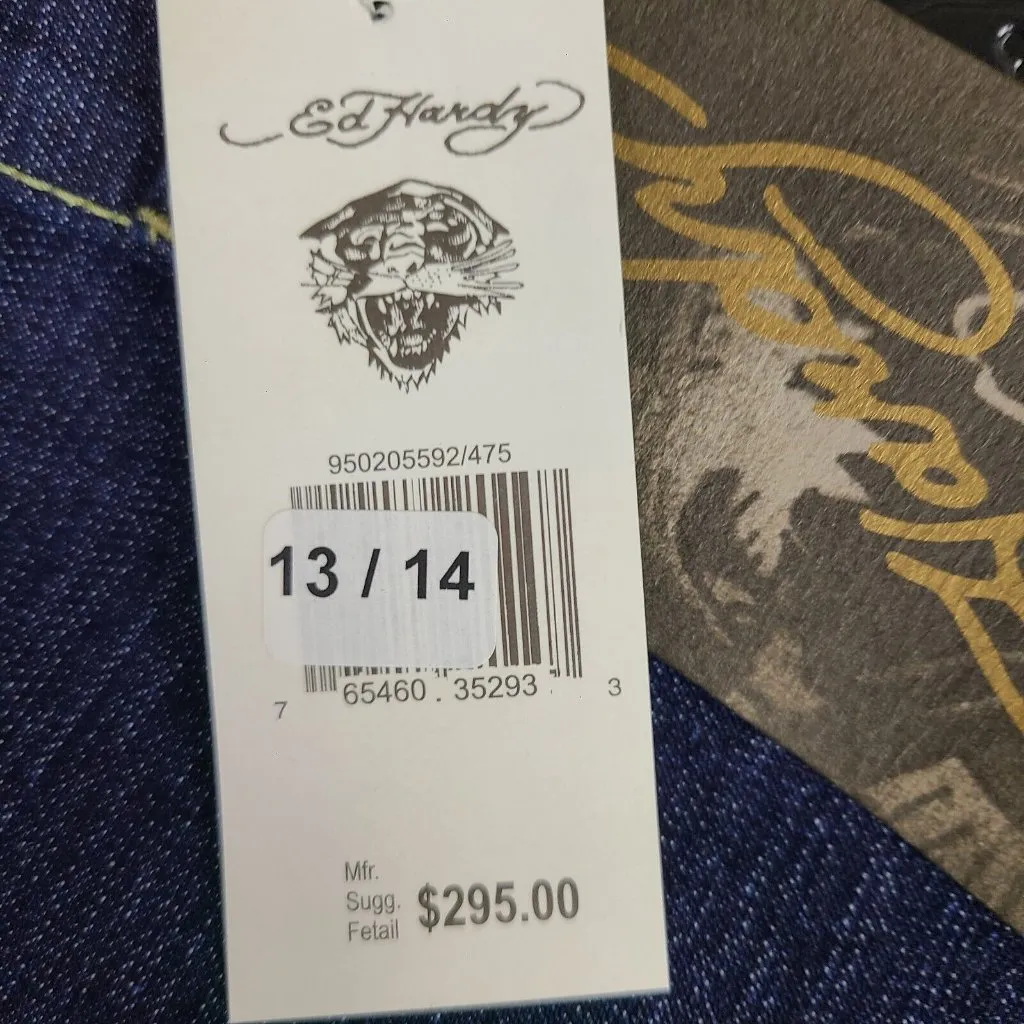 Ed Hardy
950205592/475
13 / 14
7 65460 . 35293 3
Mfr.
Sugg. $295.00
Fetail